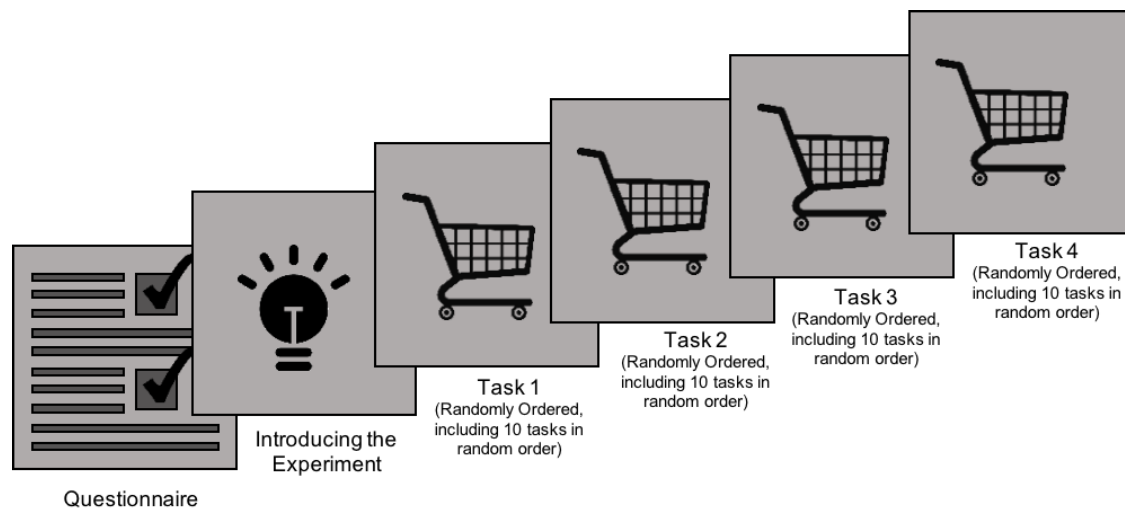 Questionnaire
Introducing the
Experiment
Task 1
(Randomly Ordered,
including 10 tasks in
random order)
Task 2
(Randomly Ordered,
including 10 tasks in
random order)
Task 3
(Randomly Ordered,
including 10 tasks in
random order)
Task 4
(Randomly Ordered,
including 10 tasks in
random order)